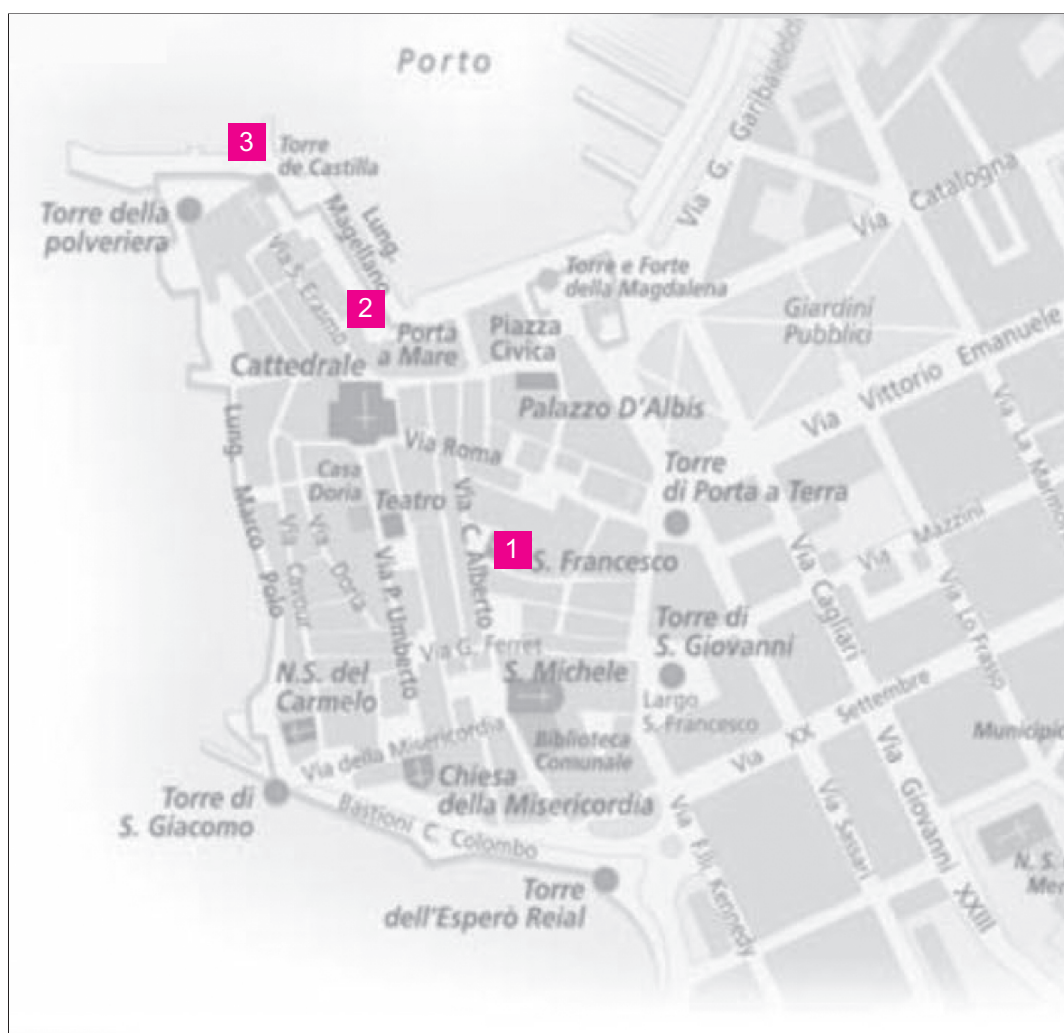 Porto
3
Torre
de Castilla
Torre della
polveriera
Lung.
Magellano
Via S. Erasmo
2
Porta
a Mare
Piazza
Civica
Torre e Forte
della Magdalena
Via G. Garibaldi
Via Catalogna
Giardini
Pubblici
Via Vittorio Emanuele
Cattedrale
Palazzo D'Albis
Via Roma
Lung. Marco Polo
Casa
Doria
Teatro
Via C. Alberto
1
S. Francesco
Torre
di Porta a Terra
Via Mazzini
Via Cagliari
Via Lo Frasso
Via Cavour
Via Doria
Via P. Umberto
Via G. Ferret
Torre di
S. Giovanni
S. Michele
Largo
S. Francesco
N.S. del
Carmelo
Via della Misericordia
Biblioteca
Comunale
Via XX Settembre
Municipio
Chiesa
della Misericordia
Torre di
S. Giacomo
Bastioni C. Colombo
Via F.lli Kennedy
Via Sassari
Via Giovanni XXIII
N. S.
Mer
Torre
dell'Esperò Reial